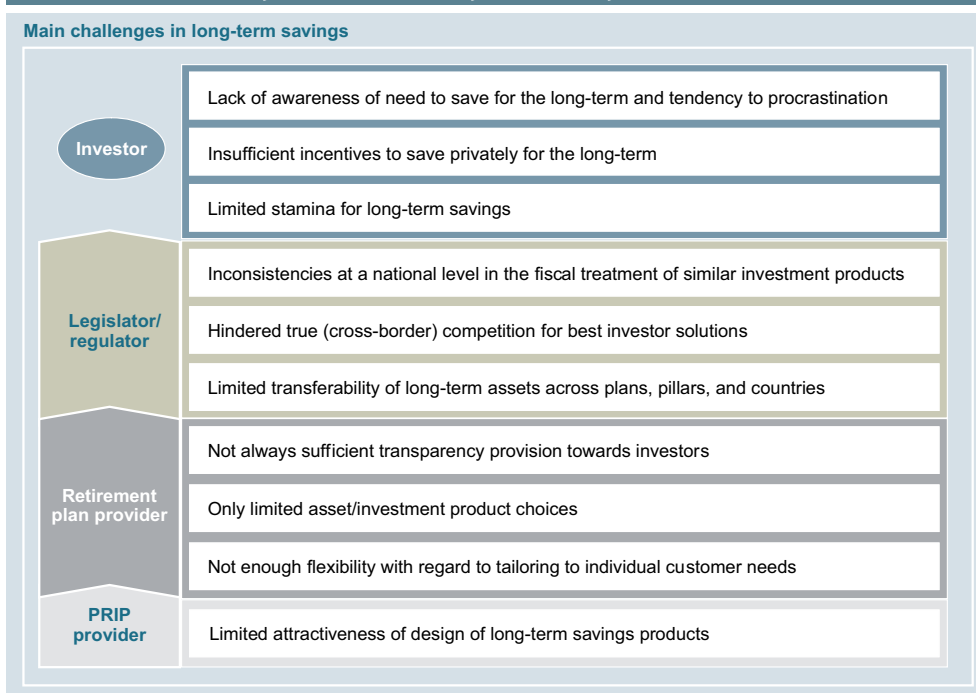 Main challenges in long-term savings
Investor
Lack of awareness of need to save for the long-term and tendency to procrastination
Insufficient incentives to save privately for the long-term
Limited stamina for long-term savings
Legislator/
regulator
Inconsistencies at a national level in the fiscal treatment of similar investment products
Hindered true (cross-border) competition for best investor solutions
Limited transferability of long-term assets across plans, pillars, and countries
Retirement
plan provider
Not always sufficient transparency provision towards investors
Only limited asset/investment product choices
Not enough flexibility with regard to tailoring to individual customer needs
PRIP
provider
Limited attractiveness of design of long-term savings products